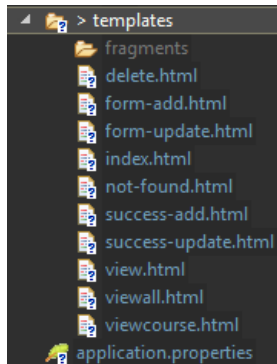 > templates
fragments
delete.html
form-add.html
form-update.html
index.html
not-found.html
success-add.html
success-update.html
view.html
viewall.html
viewcourse.html
application.properties